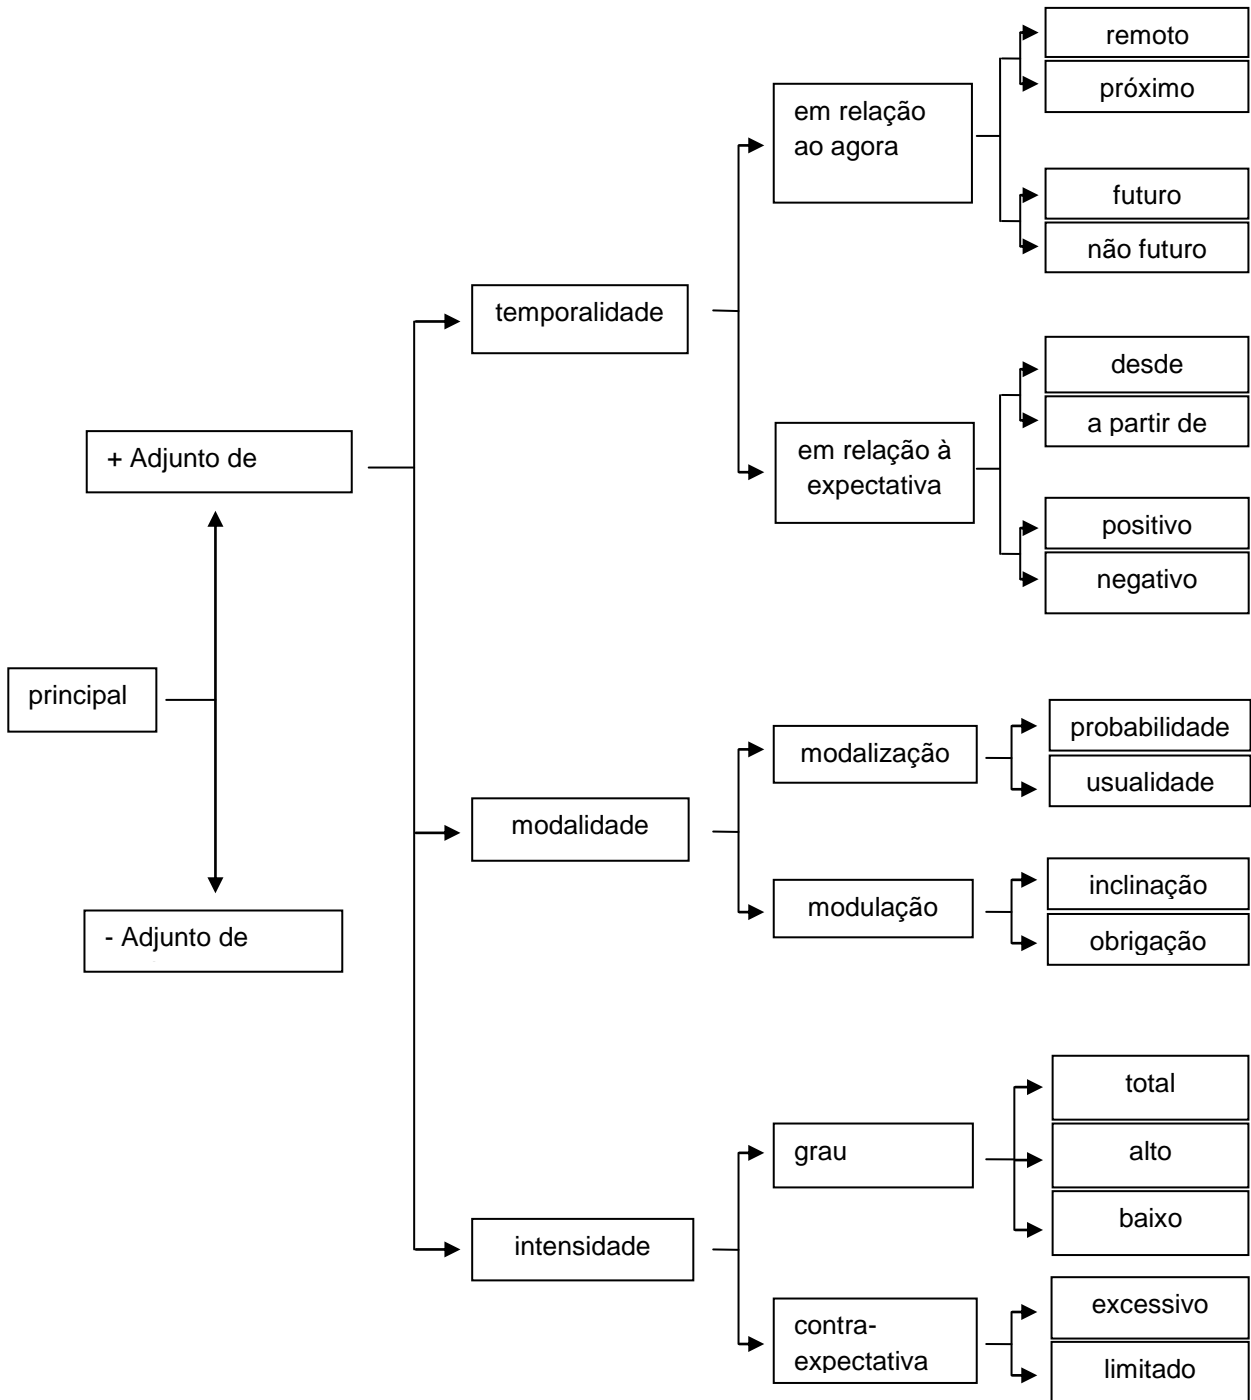 remoto
próximo
em relação
ao agora
futuro
não futuro
temporalidade
desde
a partir de
+ Adjunto de
em relação à
expectativa
positivo
negativo
principal
probabilidade
modalização
usualidade
modalidade
inclinação
modulação
obrigação
- Adjunto de
total
grau
alto
baixo
intensidade
excessivo
contra-
expectativa
limitado